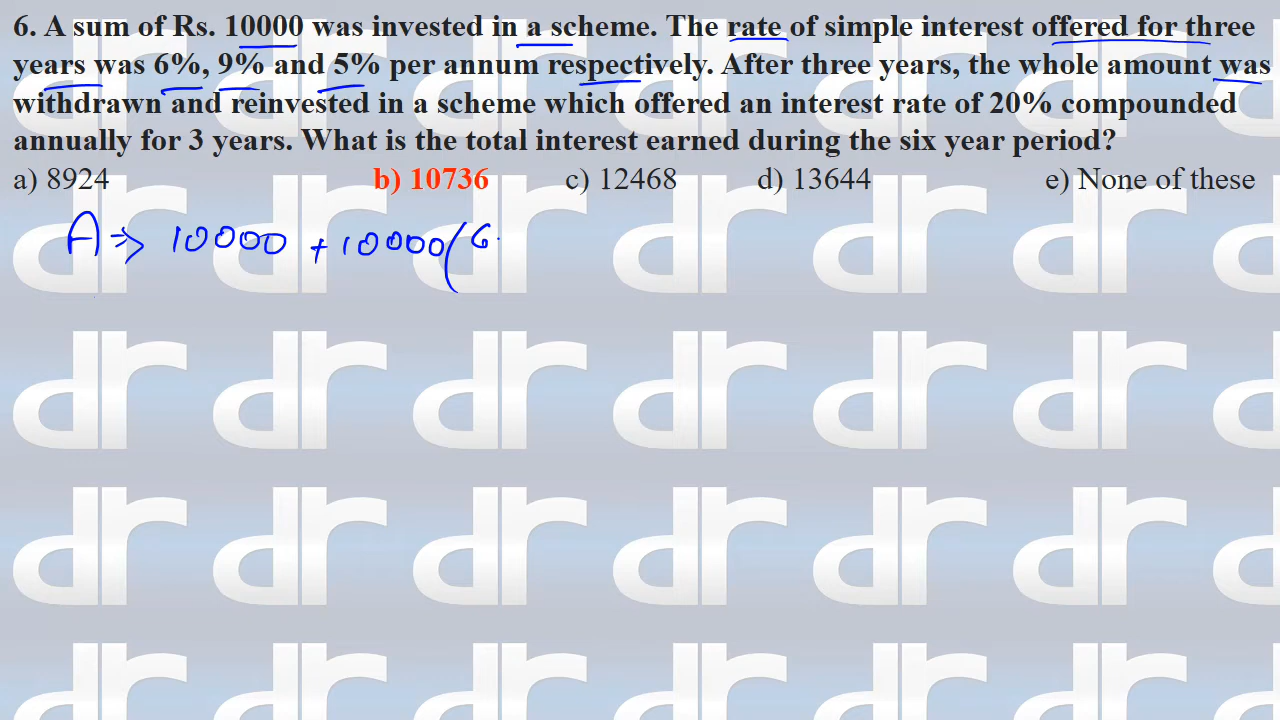 6. A sum of Rs. 10000 was invested in a scheme. The rate of simple interest offered for three
years was 6%, 9% and 5% per annum respectively. After three years, the whole amount was
withdrawn and reinvested in a scheme which offered an interest rate of 20% compounded
annually for 3 years. What is the total interest earned during the six year period?
a) 8924 b) 10736 c) 12468 d) 13644 e) None of these
A ⇒ 10000 + 10000 (6